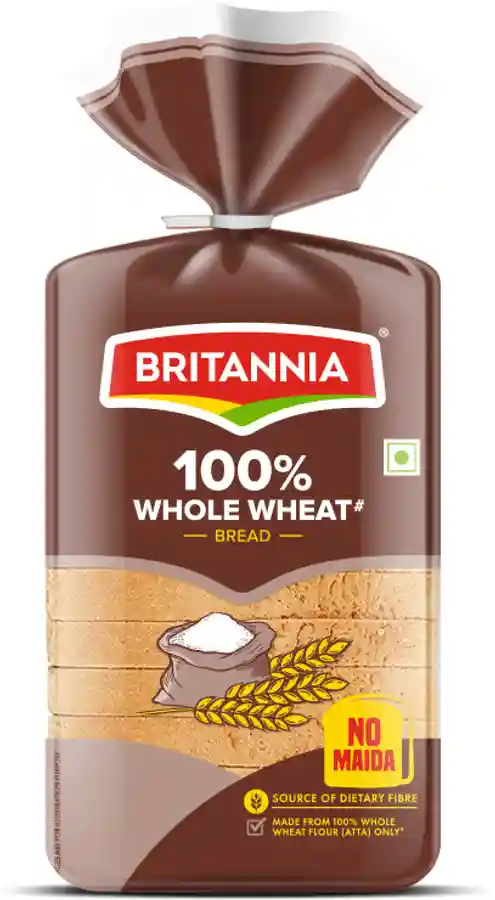 BRITANNIA
®
100%
WHOLE WHEAT#
BREAD
NO
MAIDA
SOURCE OF DIETARY FIBRE
MADE FROM 100% WHOLE
WHEAT FLOUR (ATTA) ONLY*